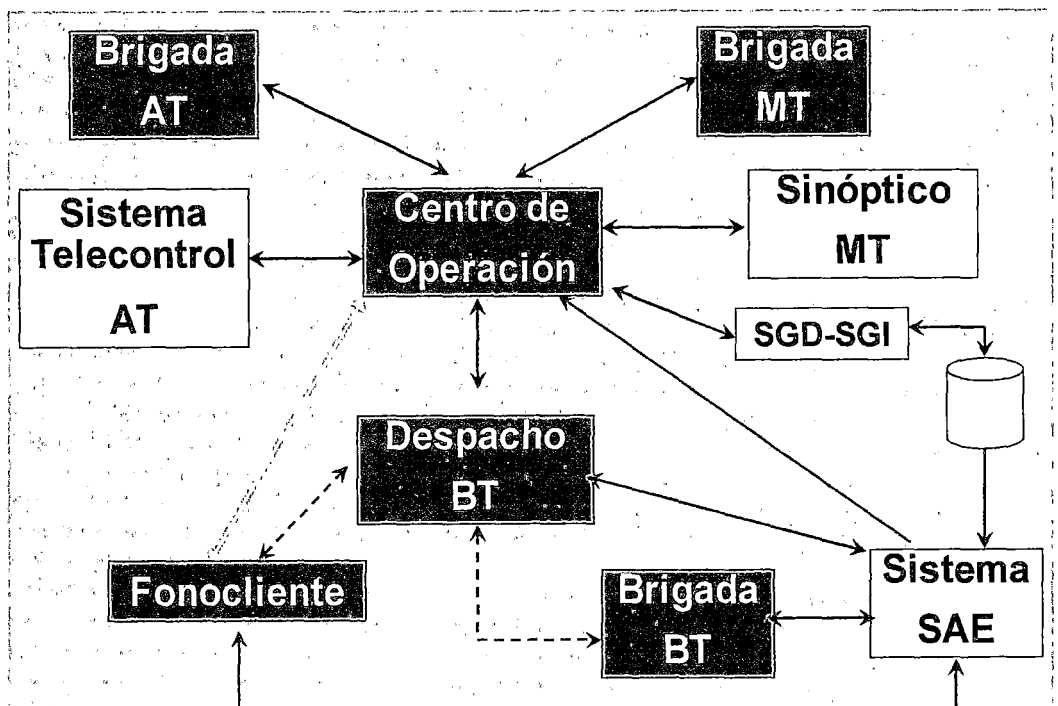 Brigada
AT
Brigada
MT
Sistema
Telecontrol
AT
Centro de
Operación
Sinóptico
MT
SGD-SGI
Despacho
BT
Fonocliente
Brigada
BT
Sistema
SAE